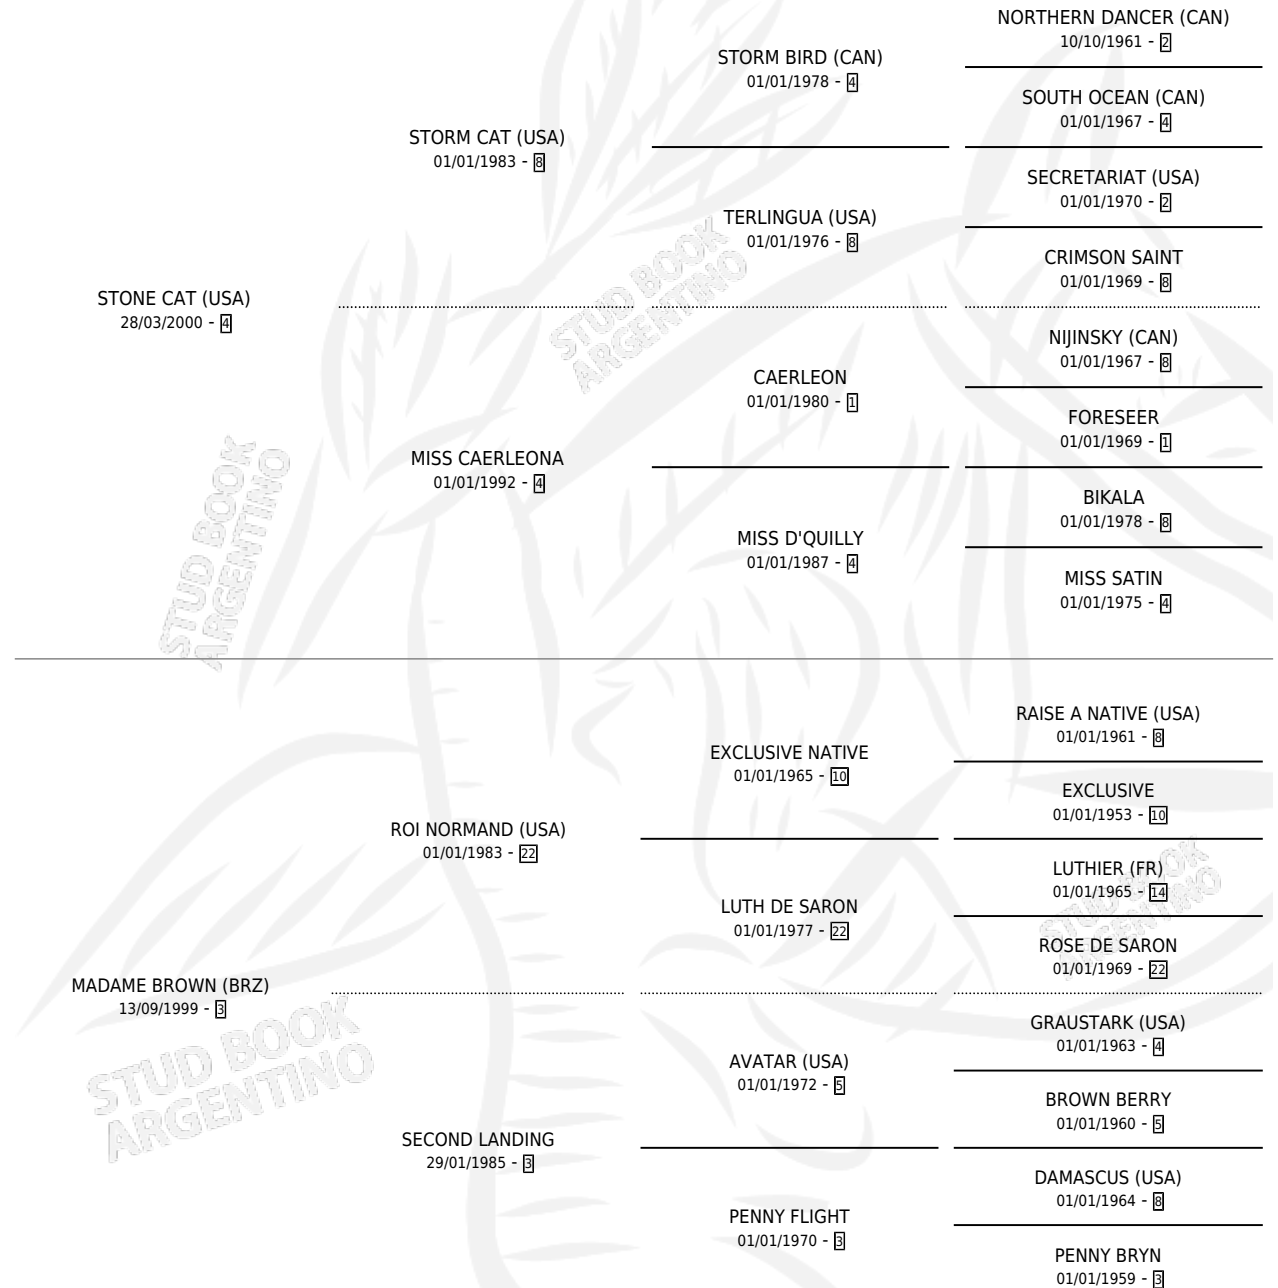 NORTHERN DANCER (CAN)
10/10/1961 - 2
STORM BIRD (CAN)
01/01/1978 - 4
SOUTH OCEAN (CAN)
01/01/1967 - 4
STORM CAT (USA)
01/01/1983 - 8
SECRETARIAT (USA)
01/01/1970 - 2
TERLINGUA (USA)
01/01/1976 - 8
CRIMSON SAINT
01/01/1969 - 8
STONE CAT (USA)
28/03/2000 - 4
STUD BOOK
ARGENTINO
NIJINSKY (CAN)
01/01/1967 - 8
CAERLEON
01/01/1980 - 1
FORESEER
01/01/1969 - 1
MISS CAERLEONA
01/01/1992 - 4
BIKALA
01/01/1978 - 8
MISS D'QUILLY
01/01/1987 - 4
MISS SATIN
01/01/1975 - 4
STUD BOOK
ARGENTINO
RAISE A NATIVE (USA)
01/01/1961 - 8
EXCLUSIVE NATIVE
01/01/1965 - 10
EXCLUSIVE
01/01/1953 - 10
ROI NORMAND (USA)
01/01/1983 - 22
LUTHIER (FR)
01/01/1965 - 14
LUTH DE SARON
01/01/1977 - 22
STUD BOOK
ARGENTINO
ROSE DE SARON
01/01/1969 - 22
MADAME BROWN (BRZ)
13/09/1999 - 3
GRAUSTARK (USA)
01/01/1963 - 4
AVATAR (USA)
01/01/1972 - 5
STUD BOOK
ARGENTINO
BROWN BERRY
01/01/1960 - 5
SECOND LANDING
29/01/1985 - 3
DAMASCUS (USA)
01/01/1964 - 8
PENNY FLIGHT
01/01/1970 - 3
PENNY BRYN
01/01/1959 - 3